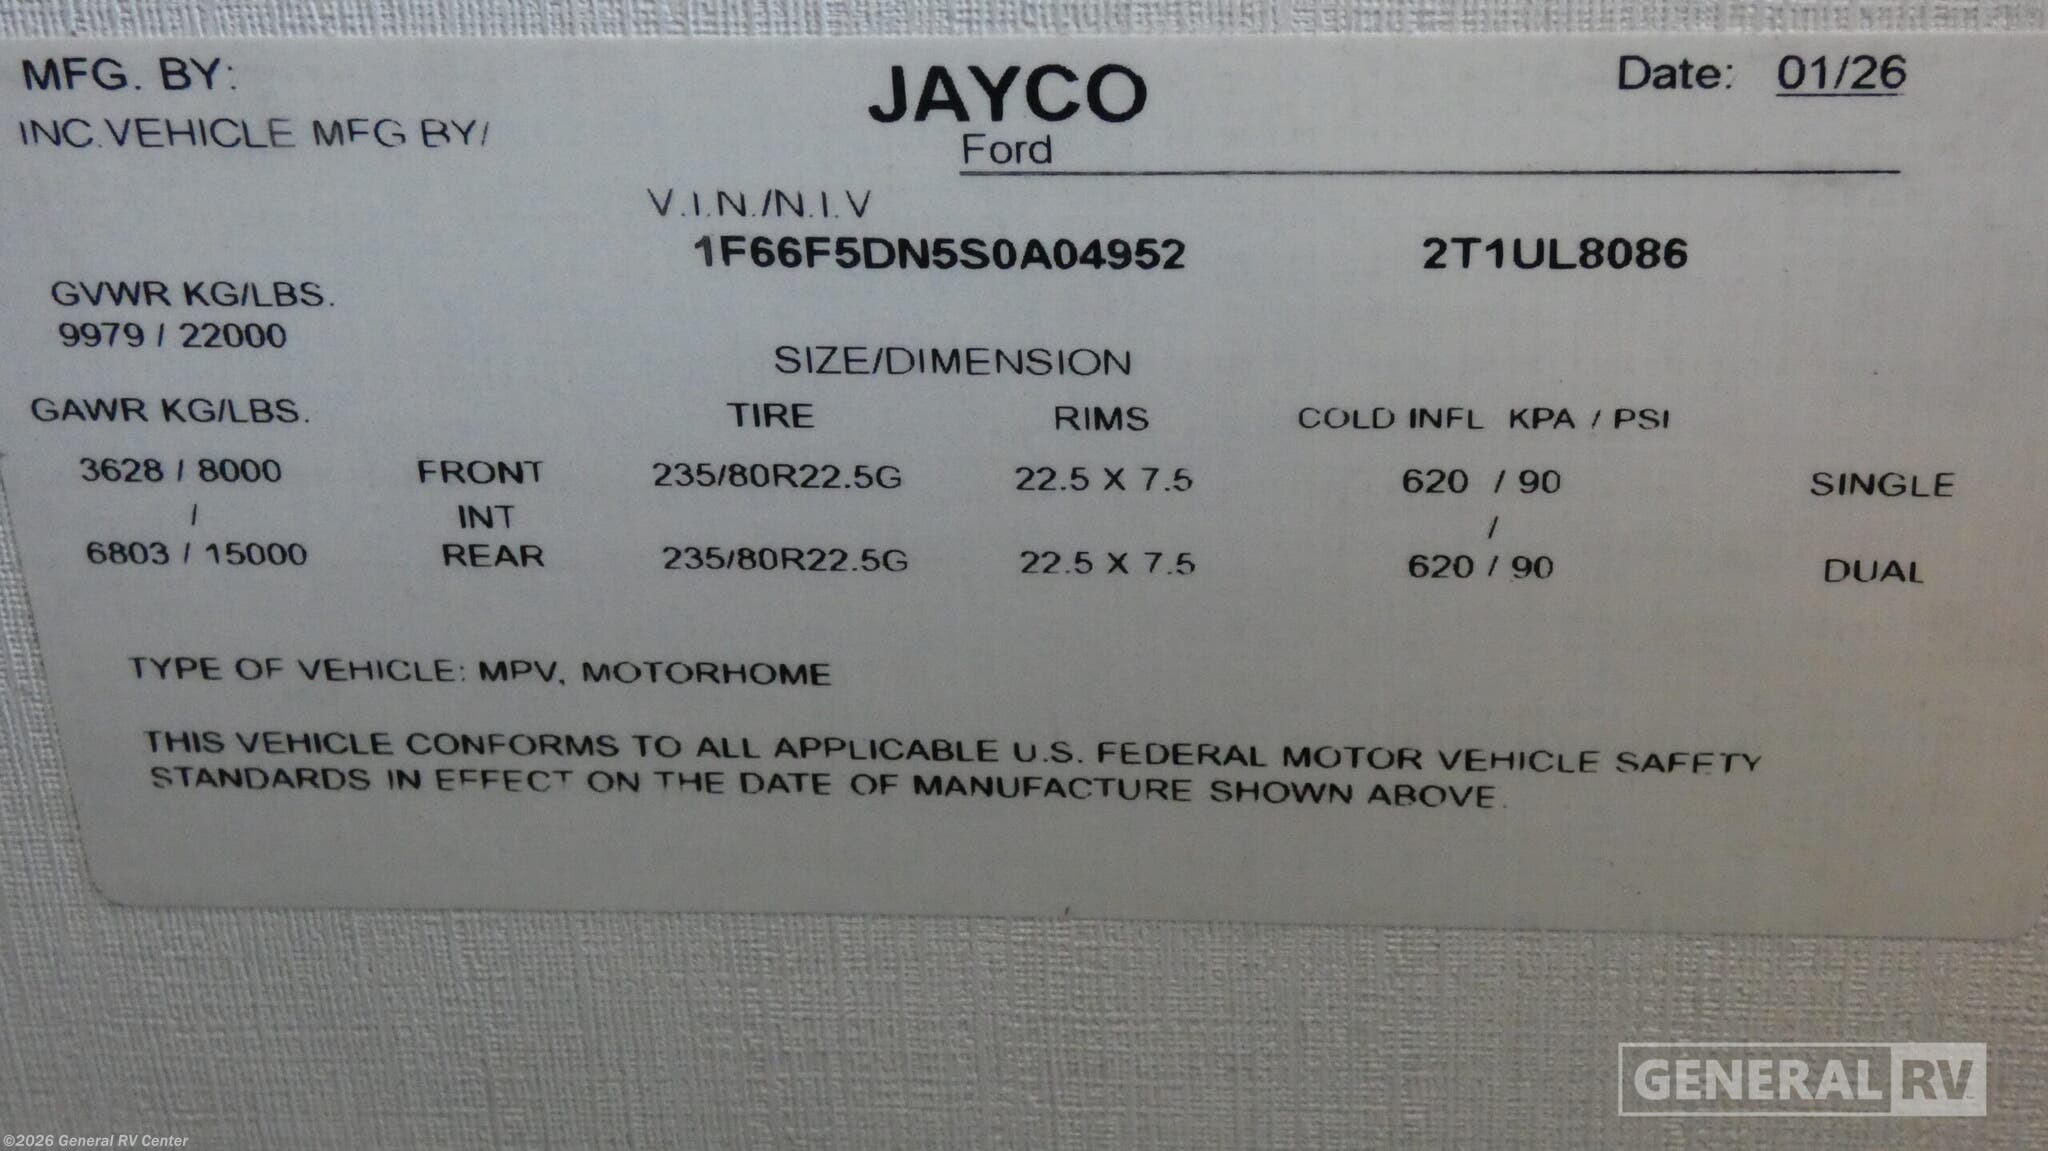 MFG. BY: JAYCO Date: 01/26
INC.VEHICLE MFG BY/ Ford
V.I.N./N.I.V
1F66F5DN5S0A04952 2T1UL8086
GVWR KG/LBS.
9979 / 22000
SIZE/DIMENSION
GAWR KG/LBS. TIRE RIMS COLD INFL KPA / PSI
3628 / 8000 FRONT 235/80R22.5G 22.5 X 7.5 620 / 90 SINGLE
/ INT /
6803 / 15000 REAR 235/80R22.5G 22.5 X 7.5 620 / 90 DUAL
TYPE OF VEHICLE: MPV, MOTORHOME
THIS VEHICLE CONFORMS TO ALL APPLICABLE U.S. FEDERAL MOTOR VEHICLE SAFETY
STANDARDS IN EFFECT ON THE DATE OF MANUFACTURE SHOWN ABOVE.
GENERAL RV
©2026 General RV Center